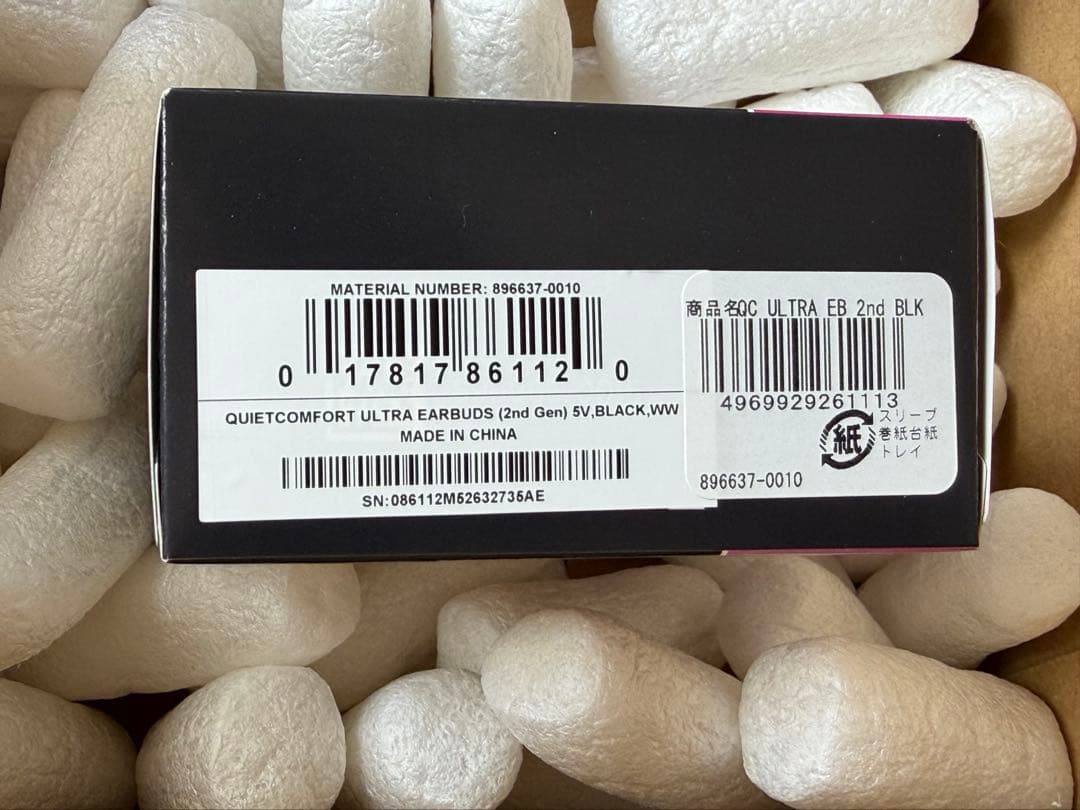 MATERIAL NUMBER: 896637-0010
0 17817 86112 0
QUIETCOMFORT ULTRA EARBUDS (2nd Gen) 5V,BLACK,WW
MADE IN CHINA
SN:086112M52632735AE
商品名QC ULTRA EB 2nd BLK
4969929261113
紙
スリーブ
巻紙台紙
トレイ
896637-0010